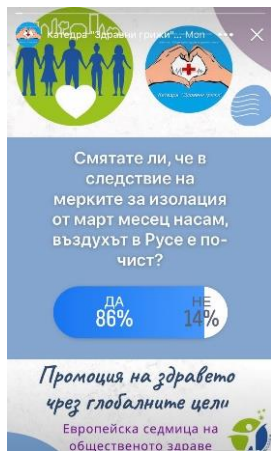 Катедра "Здравни грижи"... Mon
Смятате ли, че в
следствие на
мерките за изолация
от март месец насам,
въздухът в Русе е по-
чист?
ДА
86%
НЕ
14%
Промоция на здравето
чрез глобалните цели
Европейска седмица на
общественото здраве